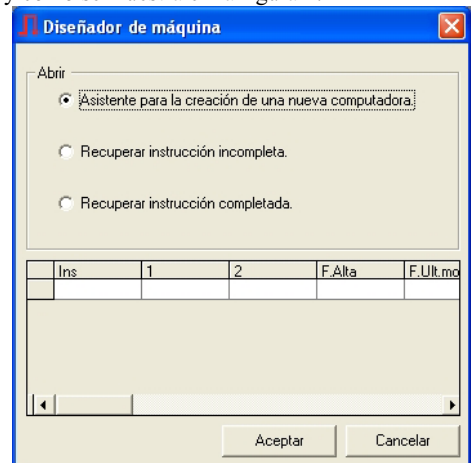 Diseñador de máquina
Abrir
Asistente para la creación de una nueva computadora.
Recuperar instrucción incompleta.
Recuperar instrucción completada.
Ins 1 2 F.Alta F.Ult.mo
Aceptar Cancelar